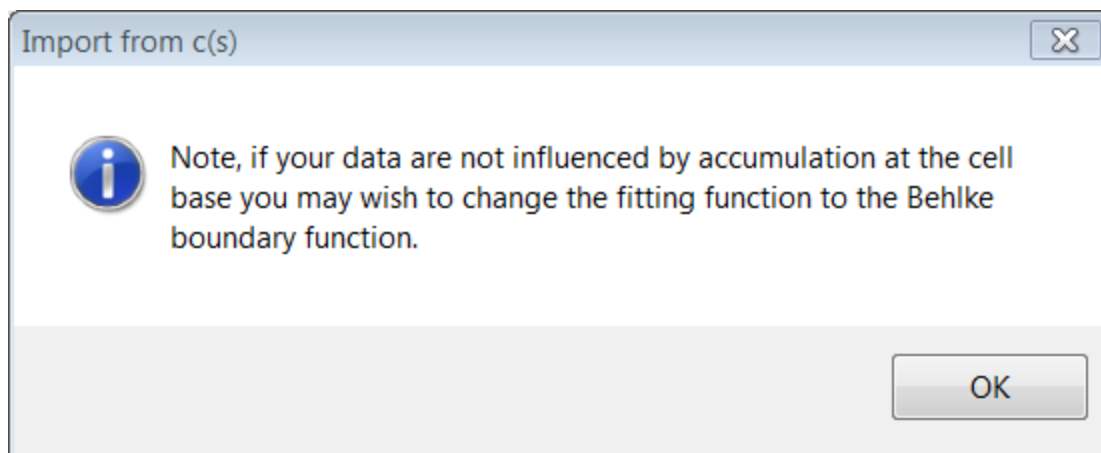 Import from c(s)
Note, if your data are not influenced by accumulation at the cell
base you may wish to change the fitting function to the Behlke
boundary function.
OK